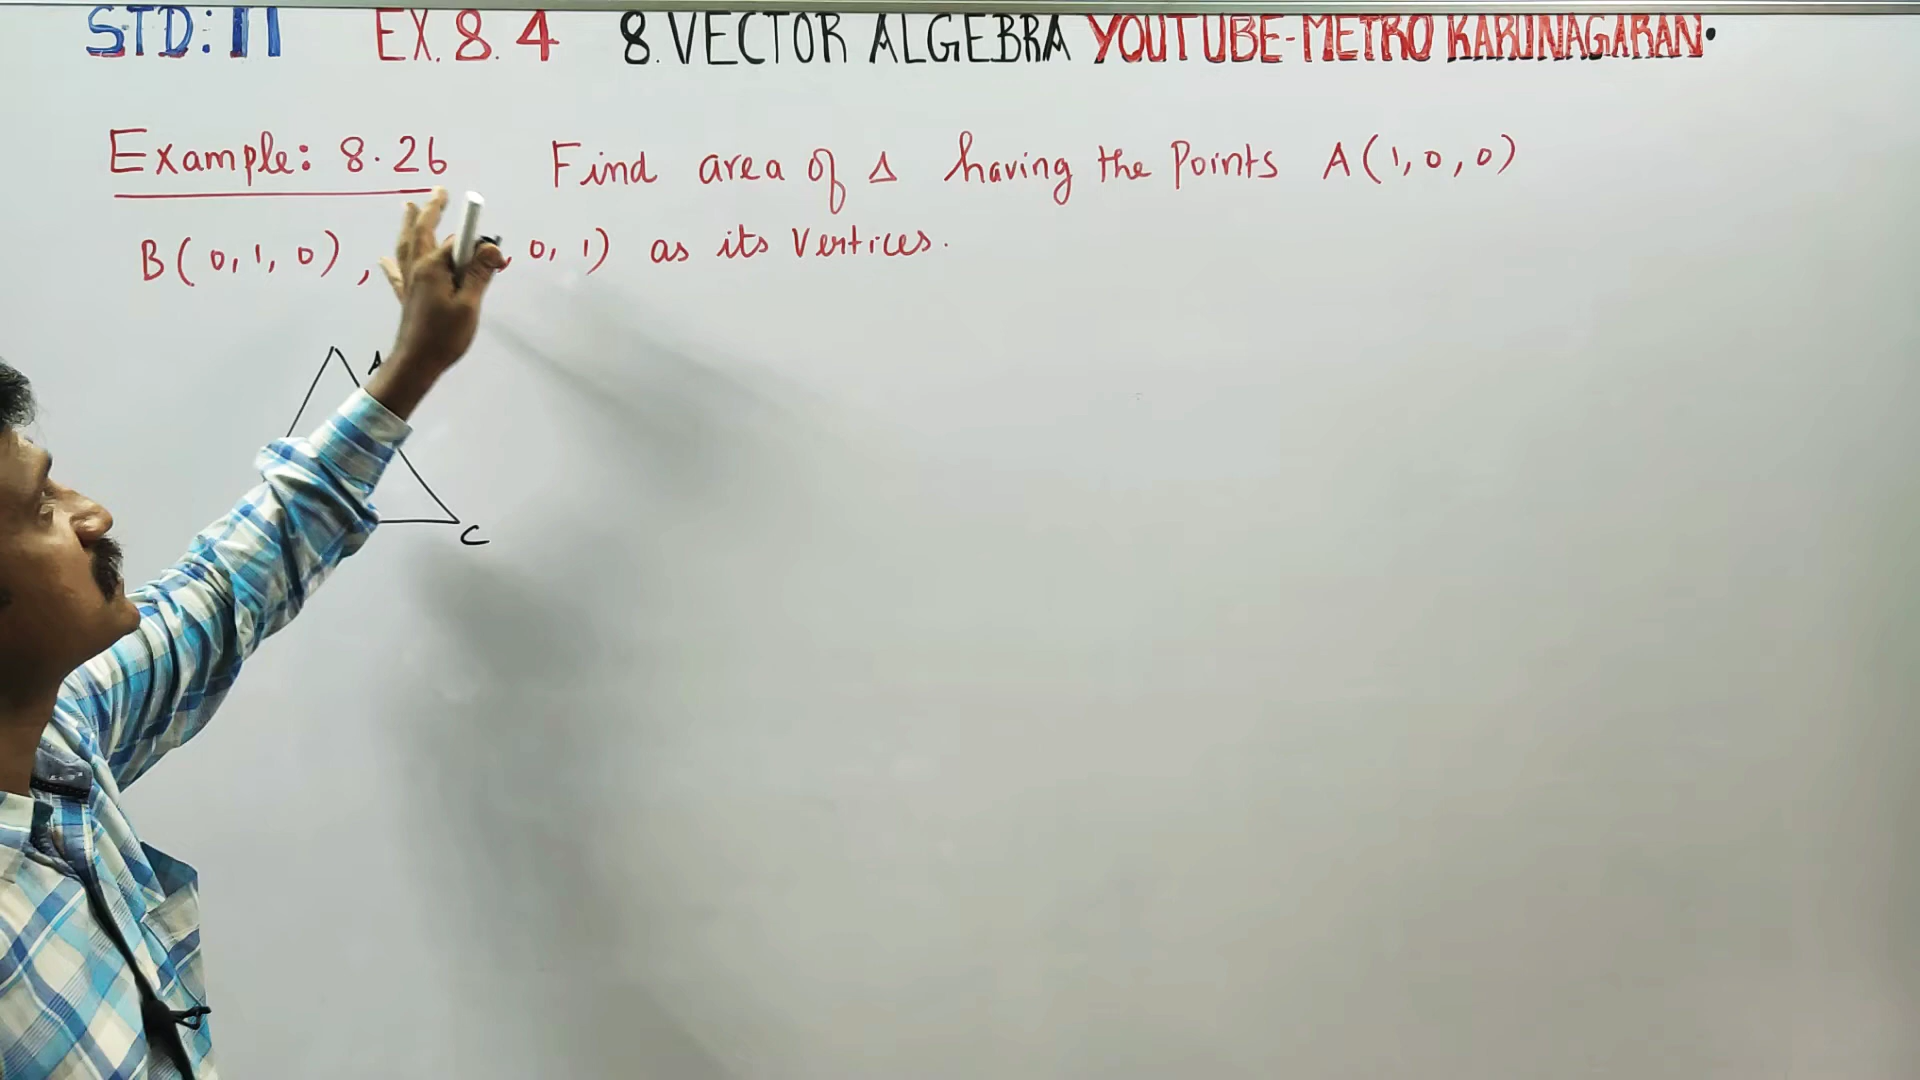 STD: 11 EX. 8.4 8. VECTOR ALGEBRA YOUTUBE-METRO KARUNAGARAN.
Example: 8.26 Find area of Δ having the Points A(1,0,0)
B(0,1,0), , 0, 1) as its Vertices.
A
C